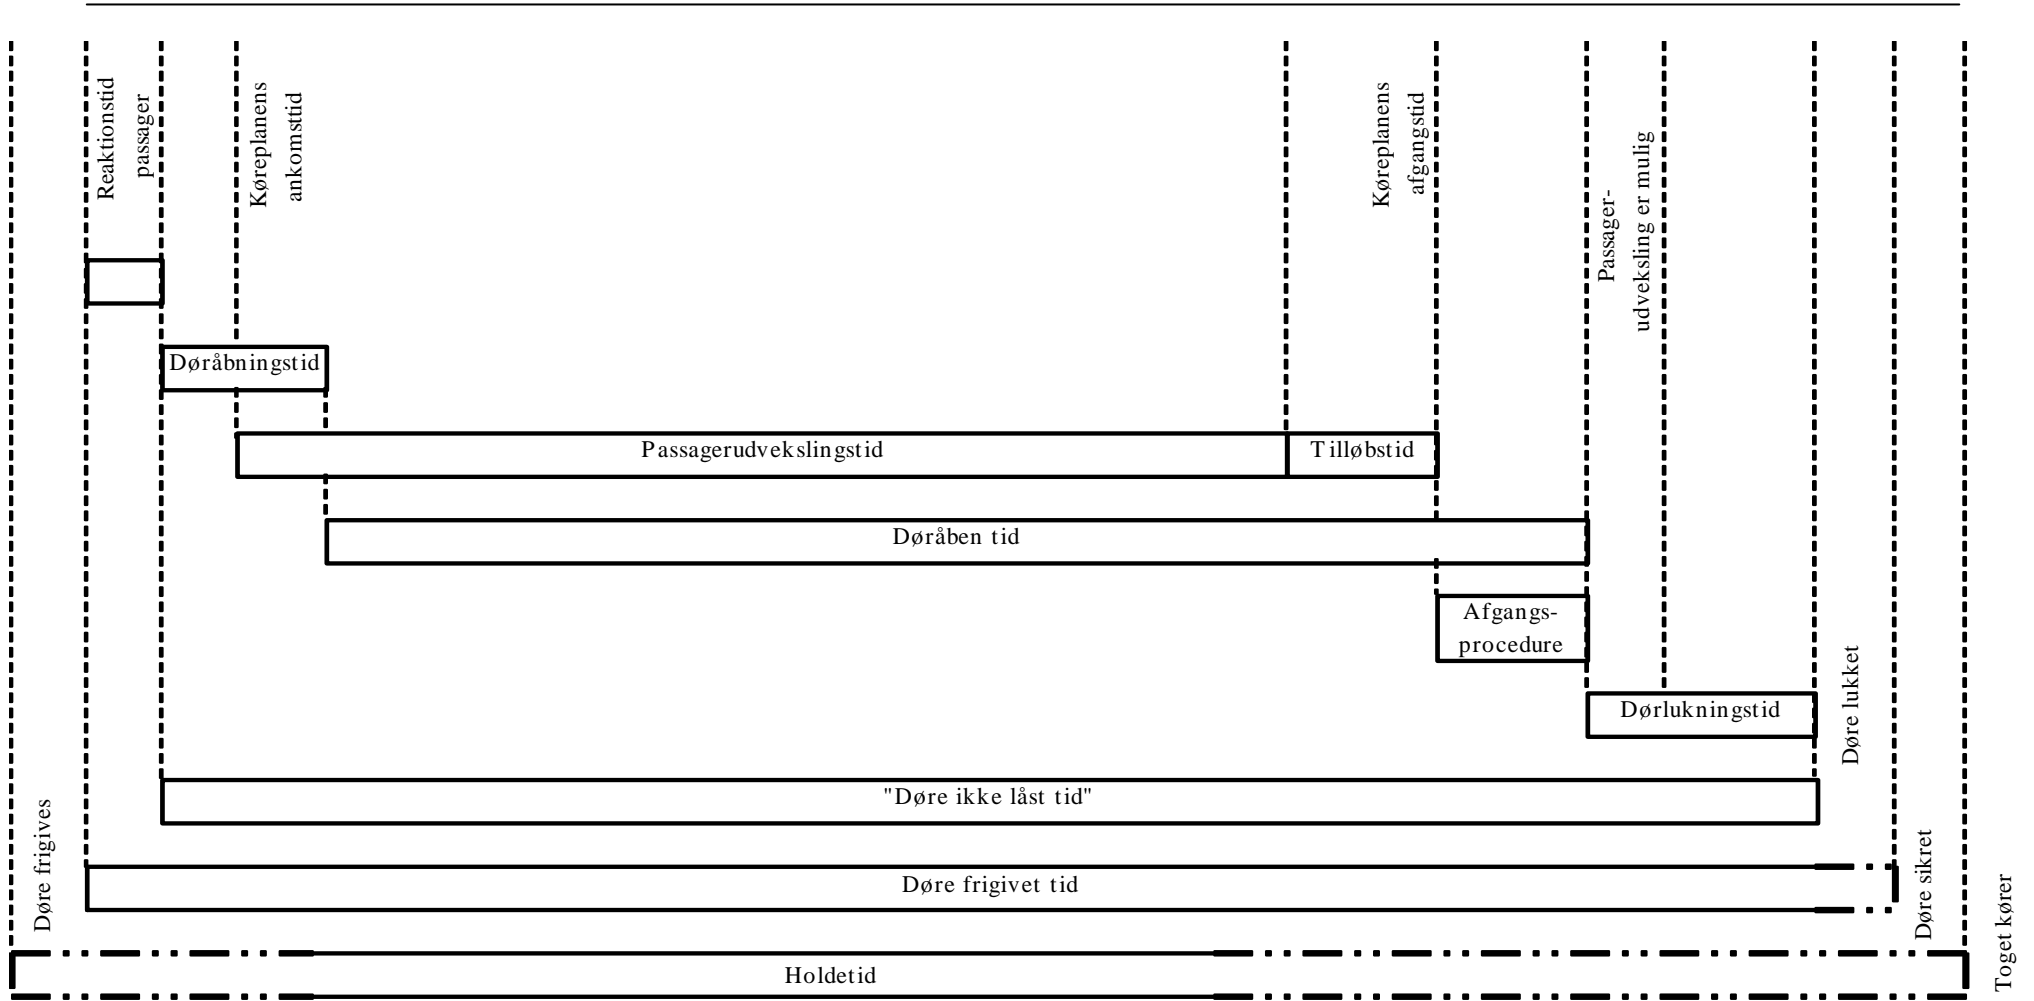 Reaktionstid
passager
Køreplanens
ankomsttid
Køreplanens
afgangstid
Passager-
udveksling er mulig
Døråbningstid
Passagerudvekslingstid
Tilløbstid
Døråben tid
Afgangs-
procedure
Dørlukningstid
Døre lukket
"Døre ikke låst tid"
Døre frigives
Døre frigivet tid
Døre sikret
Holdetid
Toget kører